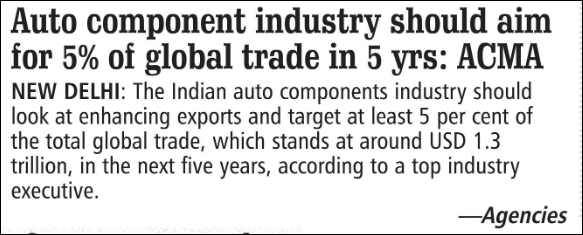 Auto component industry should aim
for 5% of global trade in 5 yrs: ACMA
NEW DELHI: The Indian auto components industry should
look at enhancing exports and target at least 5 per cent of
the total global trade, which stands at around USD 1.3
trillion, in the next five years, according to a top industry
executive.
—Agencies